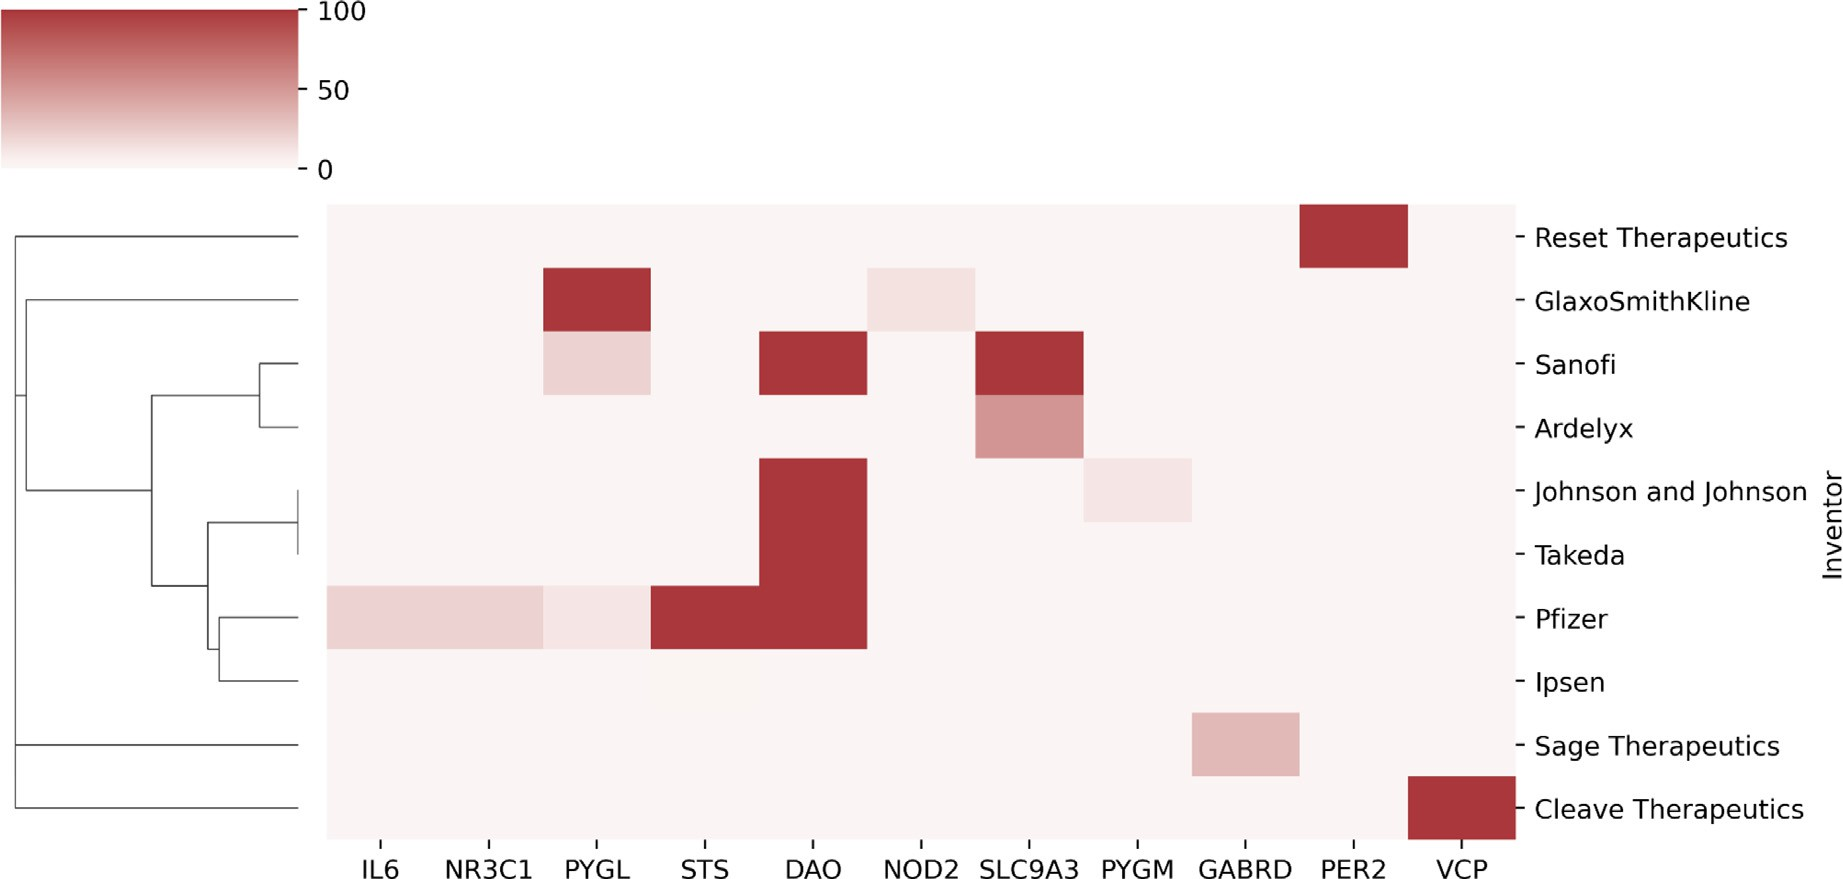 100
50
0
Reset Therapeutics
GlaxoSmithKline
Sanofi
Ardelyx
Johnson and Johnson
Takeda
Pfizer
Ipsen
Sage Therapeutics
Cleave Therapeutics
Inventor
IL6 NR3C1 PYGL STS DAO NOD2 SLC9A3 PYGM GABRD PER2 VCP